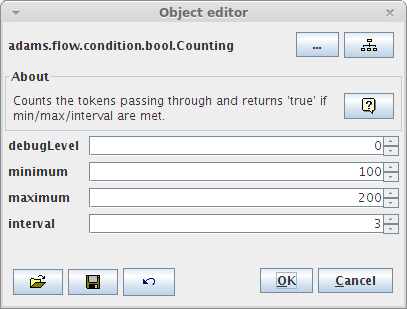 Object editor
adams.flow.condition.bool.Counting
...
About
Counts the tokens passing through and returns 'true' if
min/max/interval are met.
?
debugLevel 0
minimum 100
maximum 200
interval 3
OK Cancel